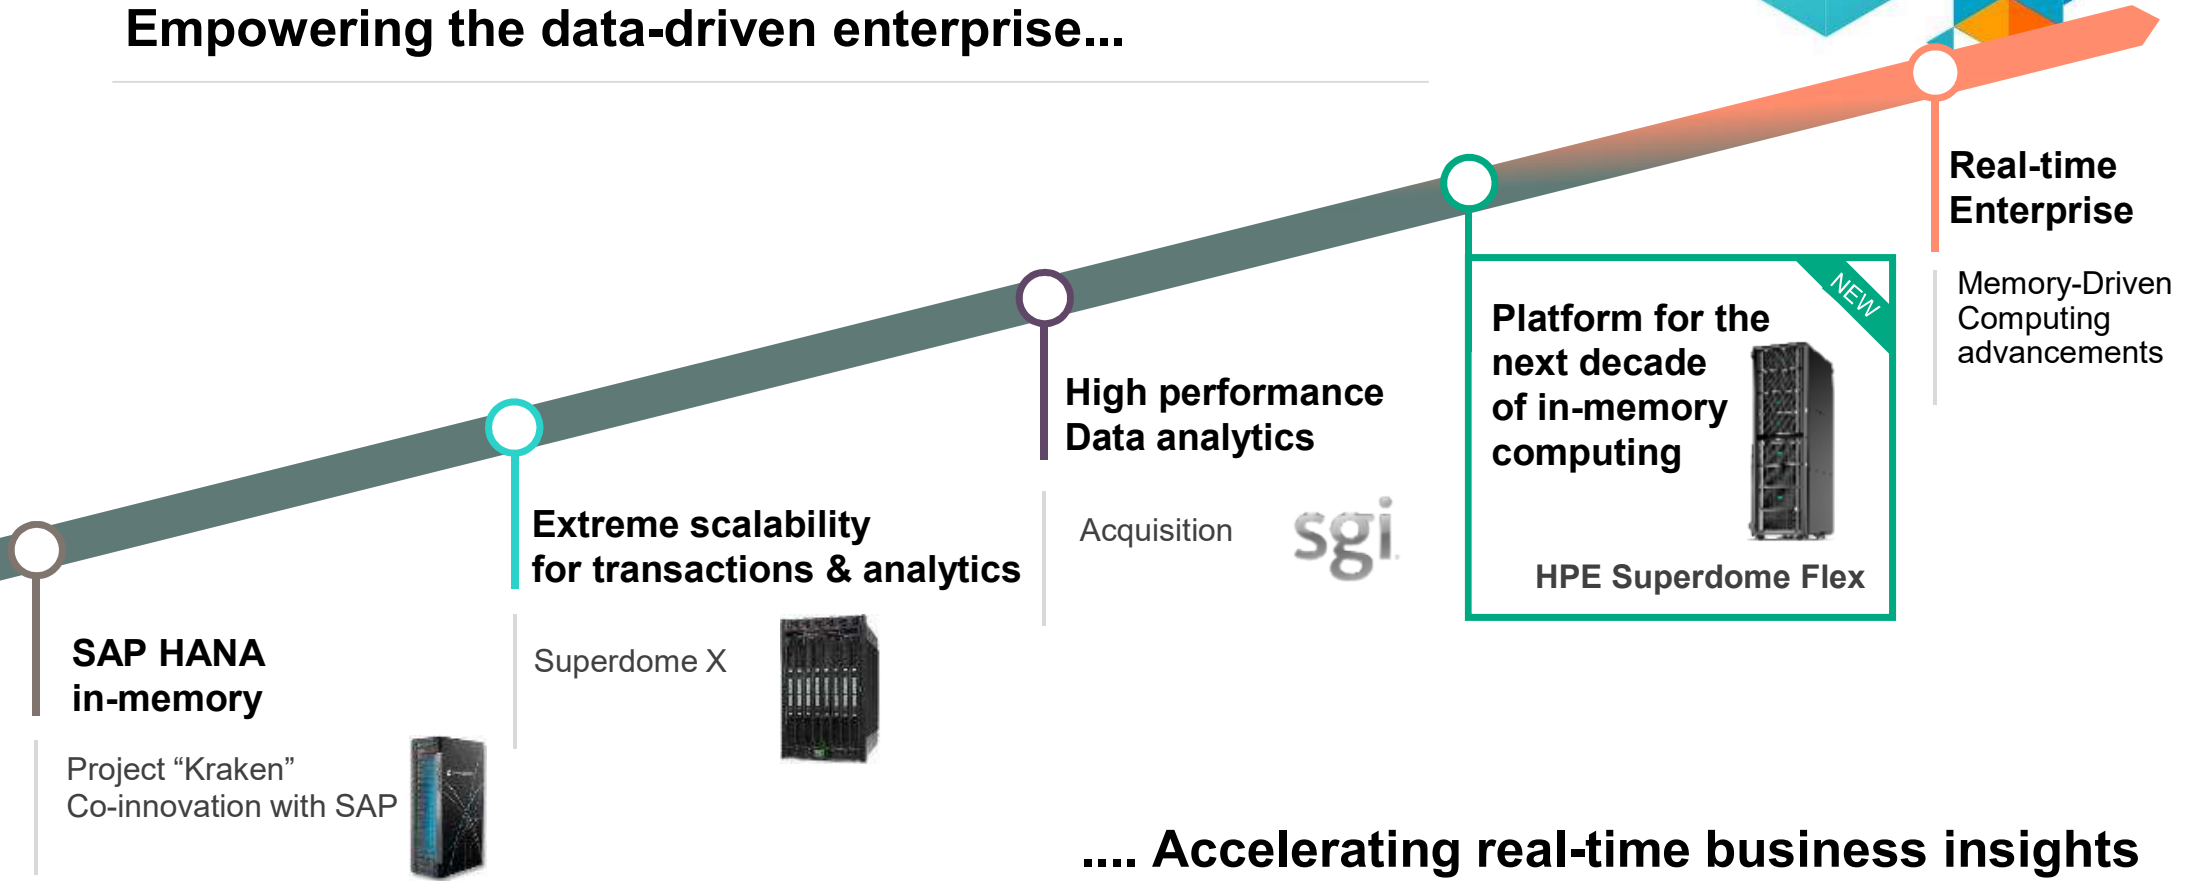 Empowering the data-driven enterprise...
SAP HANA
in-memory
Project “Kraken”
Co-innovation with SAP
Extreme scalability
for transactions & analytics
Superdome X
High performance
Data analytics
Acquisition
sgi
NEW
Platform for the
next decade
of in-memory
computing
HPE Superdome Flex
Real-time
Enterprise
Memory-Driven
Computing
advancements
.... Accelerating real-time business insights